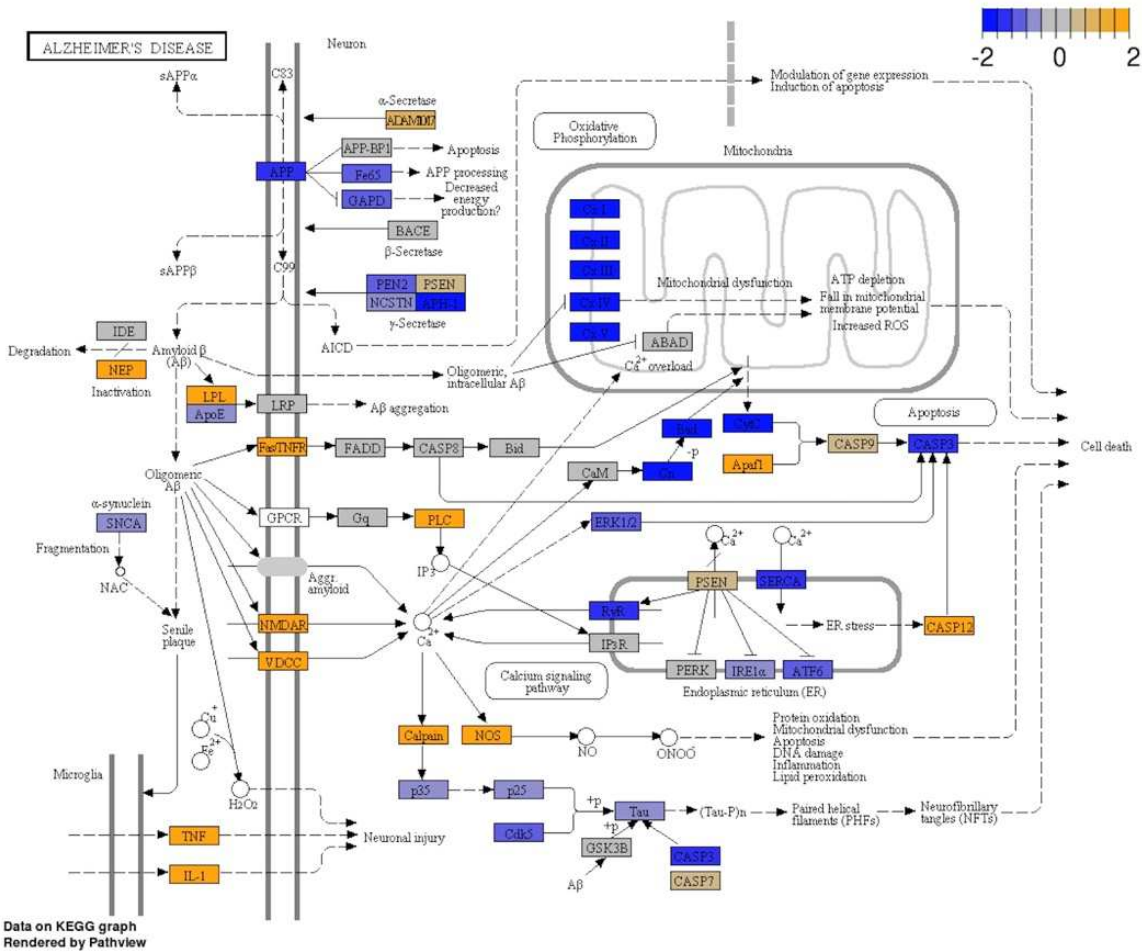 -2
2
ALZHEIMER'S DISEASE
Neuron
sAPPα
C83
α-Secretase
ADAM10/17
Modulation of gene expression
Induction of apoptosis
Oxidative
Phosphorylation
Mitochondria
APP-BP1
Apoptosis
APP
Fe65
APP processing
GAPD
Decreased
energy
production?
BACE
β-Secretase
sAPPβ
C99
PEN2
PSEN
NCSTN
APH-1
γ-Secretase
AICD
Cx I
Cx II
Cx III
Cx IV
Cx V
Mitochondrial dysfunction
ATP depletion
Fall in mitochondrial
membrane potential
Increased ROS
ABAD
Ca2+ overload
IDE
Degradation
Amyloid β
(Aβ)
NEP
Inactivation
Oligomeric,
intracellular Aβ
LPL
ApoE
LRP
Aβ aggregation
Fas/TNFR
FADD
CASP8
Bid
Bad
-p
CytC
Apaf1
CASP9
Apoptosis
CASP3
Cell death
CaM
Cn
Oligomeric
Aβ
α-synuclein
SNCA
Fragmentation
NAC
GPCR
Gq
PLC
IP3
ERK1/2
Ca2+
Ca2+
Aggr.
amyloid
PSEN
SERCA
RyR
IP3R
ER stress
CASP12
Senile
plaque
NMDAR
VDCC
Ca2+
PERK
IRE1α
ATF6
Endoplasmic reticulum (ER)
Calcium signaling
pathway
Cu+
Fe2+
H2O2
Calpain
NOS
NO
ONOO-
Protein oxidation
Mitochondrial dysfunction
Apoptosis
DNA damage
Inflammation
Lipid peroxidation
Microglia
p35
p25
+p
Cdk5
Tau
(Tau-P)n
Paired helical
filaments (PHFs)
Neurofibrillary
tangles (NFTs)
TNF
Neuronal injury
+p
GSK3B
Aβ
CASP3
CASP7
IL-1
Data on KEGG graph
Rendered by Pathview